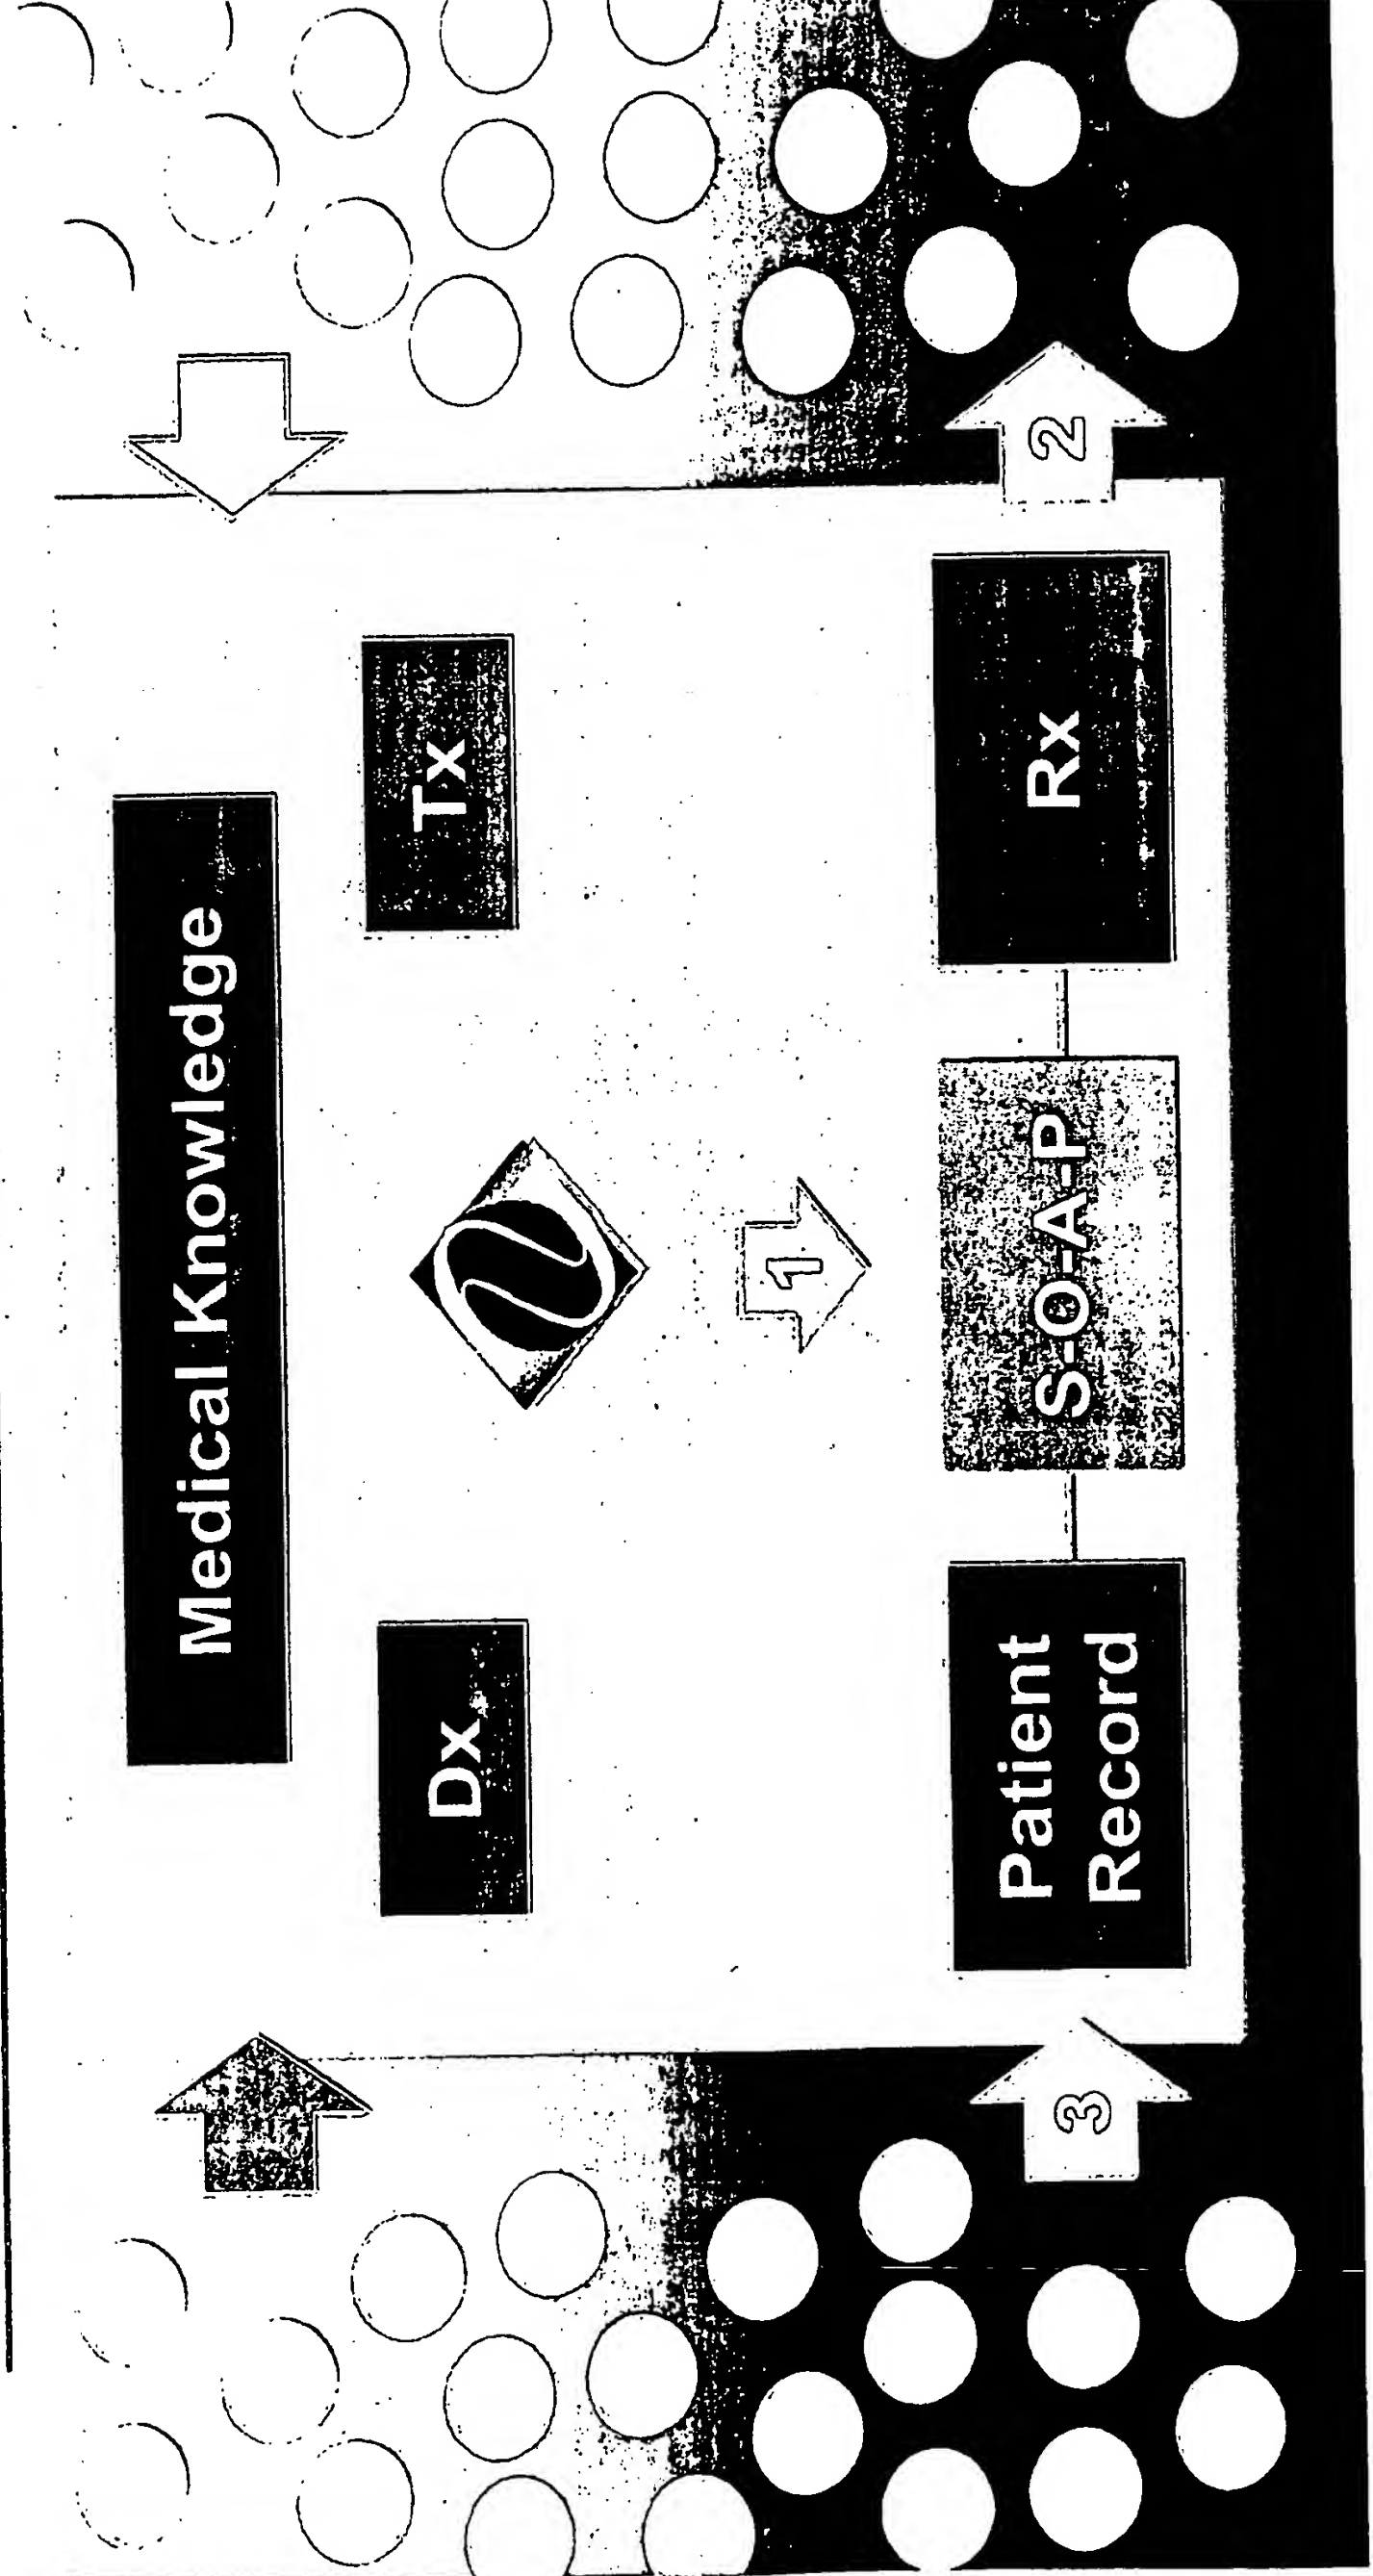 Medical Knowledge
Dx
Tx
1
3
Patient
Record
S-O-A-P
Rx
2